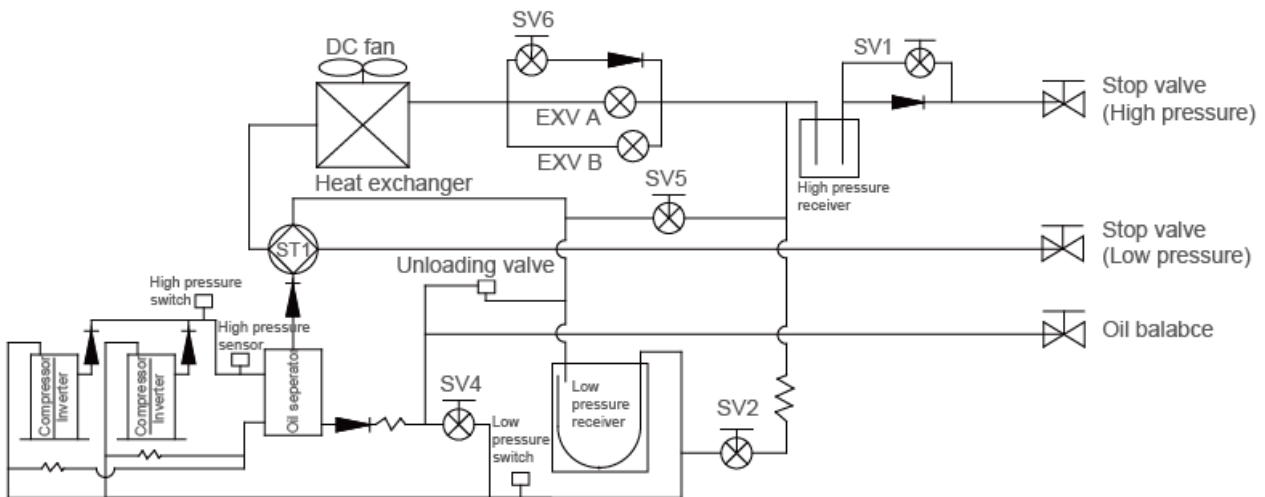 SV6
SV1
DC fan
Stop valve
(High pressure)
EXV A
EXV B
Heat exchanger
SV5
High pressure
receiver
ST1
Stop valve
(Low pressure)
Unloading valve
High pressure
switch
High pressure
sensor
Oil balabce
Compressor
Inverter
Compressor
Inverter
Oil seperator
SV4
Low
pressure
switch
Low
pressure
receiver
SV2